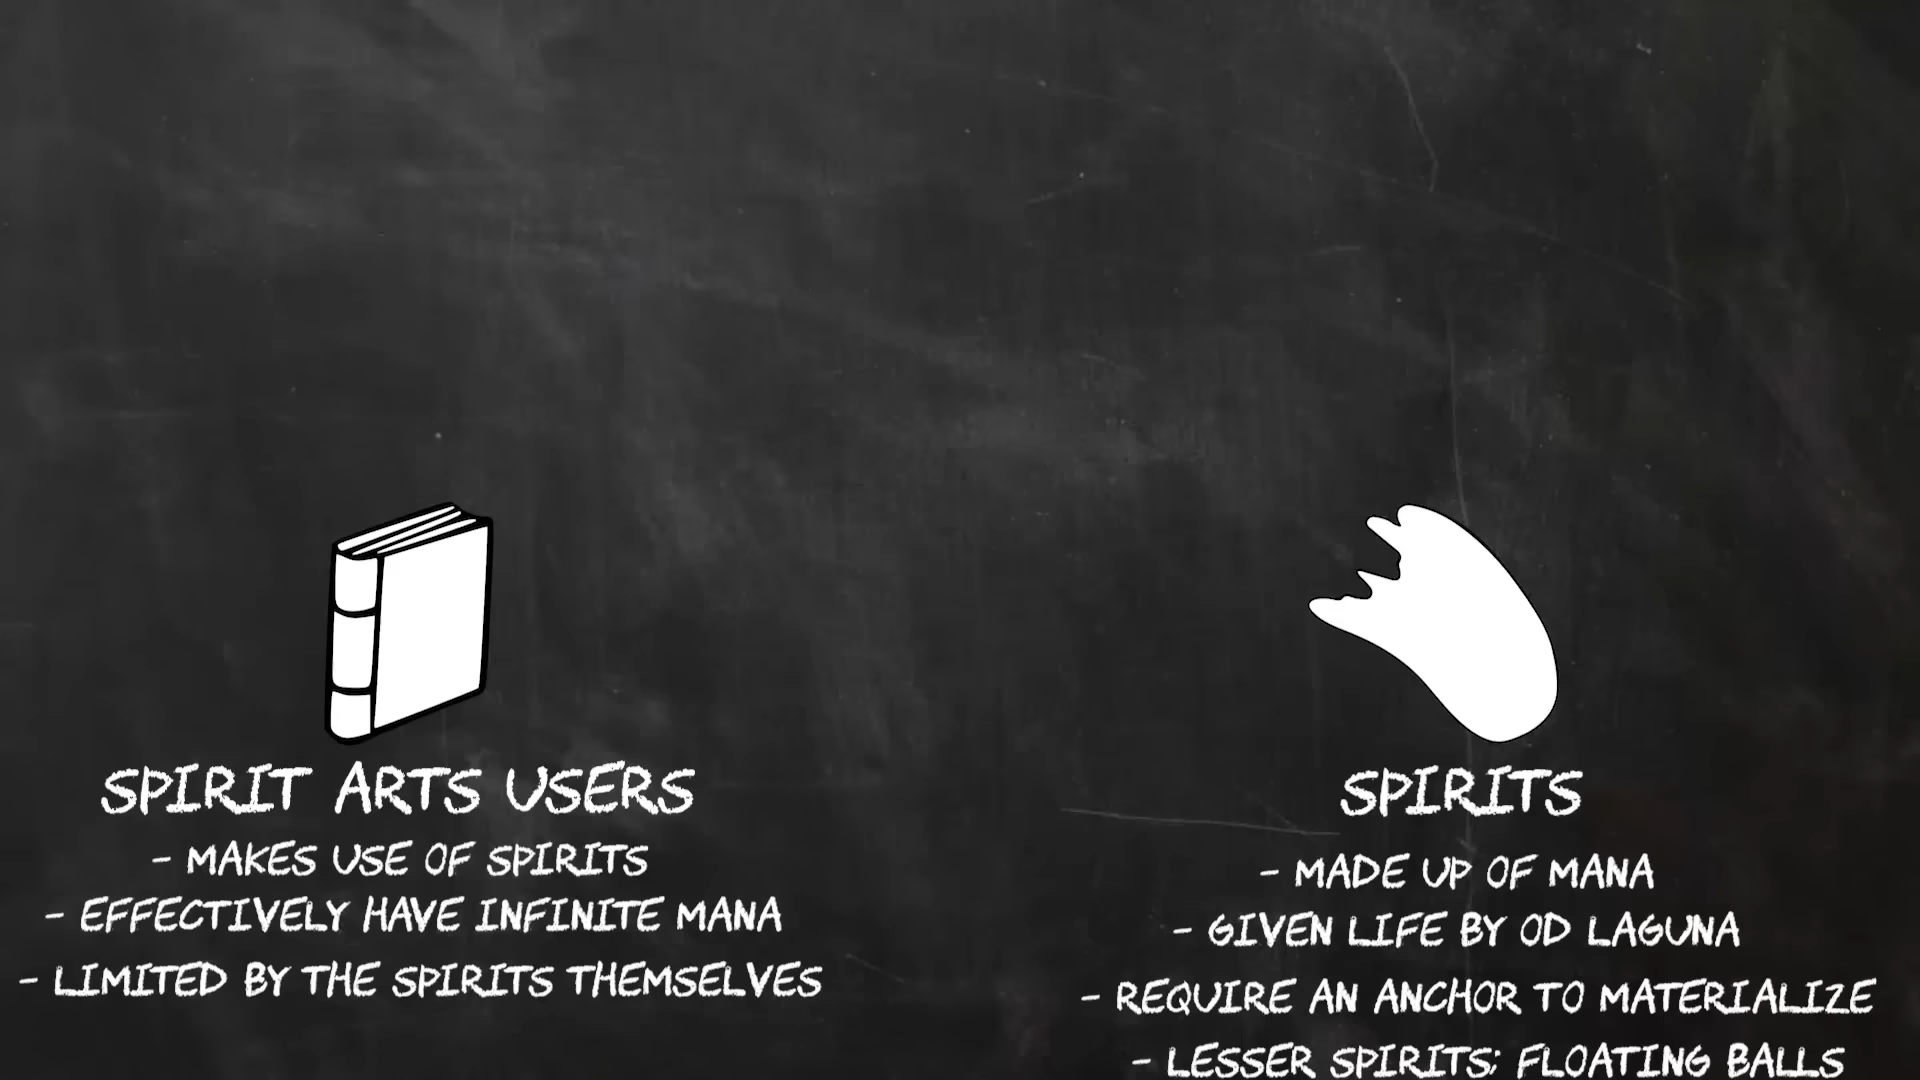 SPIRIT ARTS USERS
- MAKES USE OF SPIRITS
- EFFECTIVELY HAVE INFINITE MANA
- LIMITED BY THE SPIRITS THEMSELVES
SPIRITS
- MADE UP OF MANA
- GIVEN LIFE BY OD LAGUNA
- REQUIRE AN ANCHOR TO MATERIALIZE
- LESSER SPIRITS: FLOATING BALLS